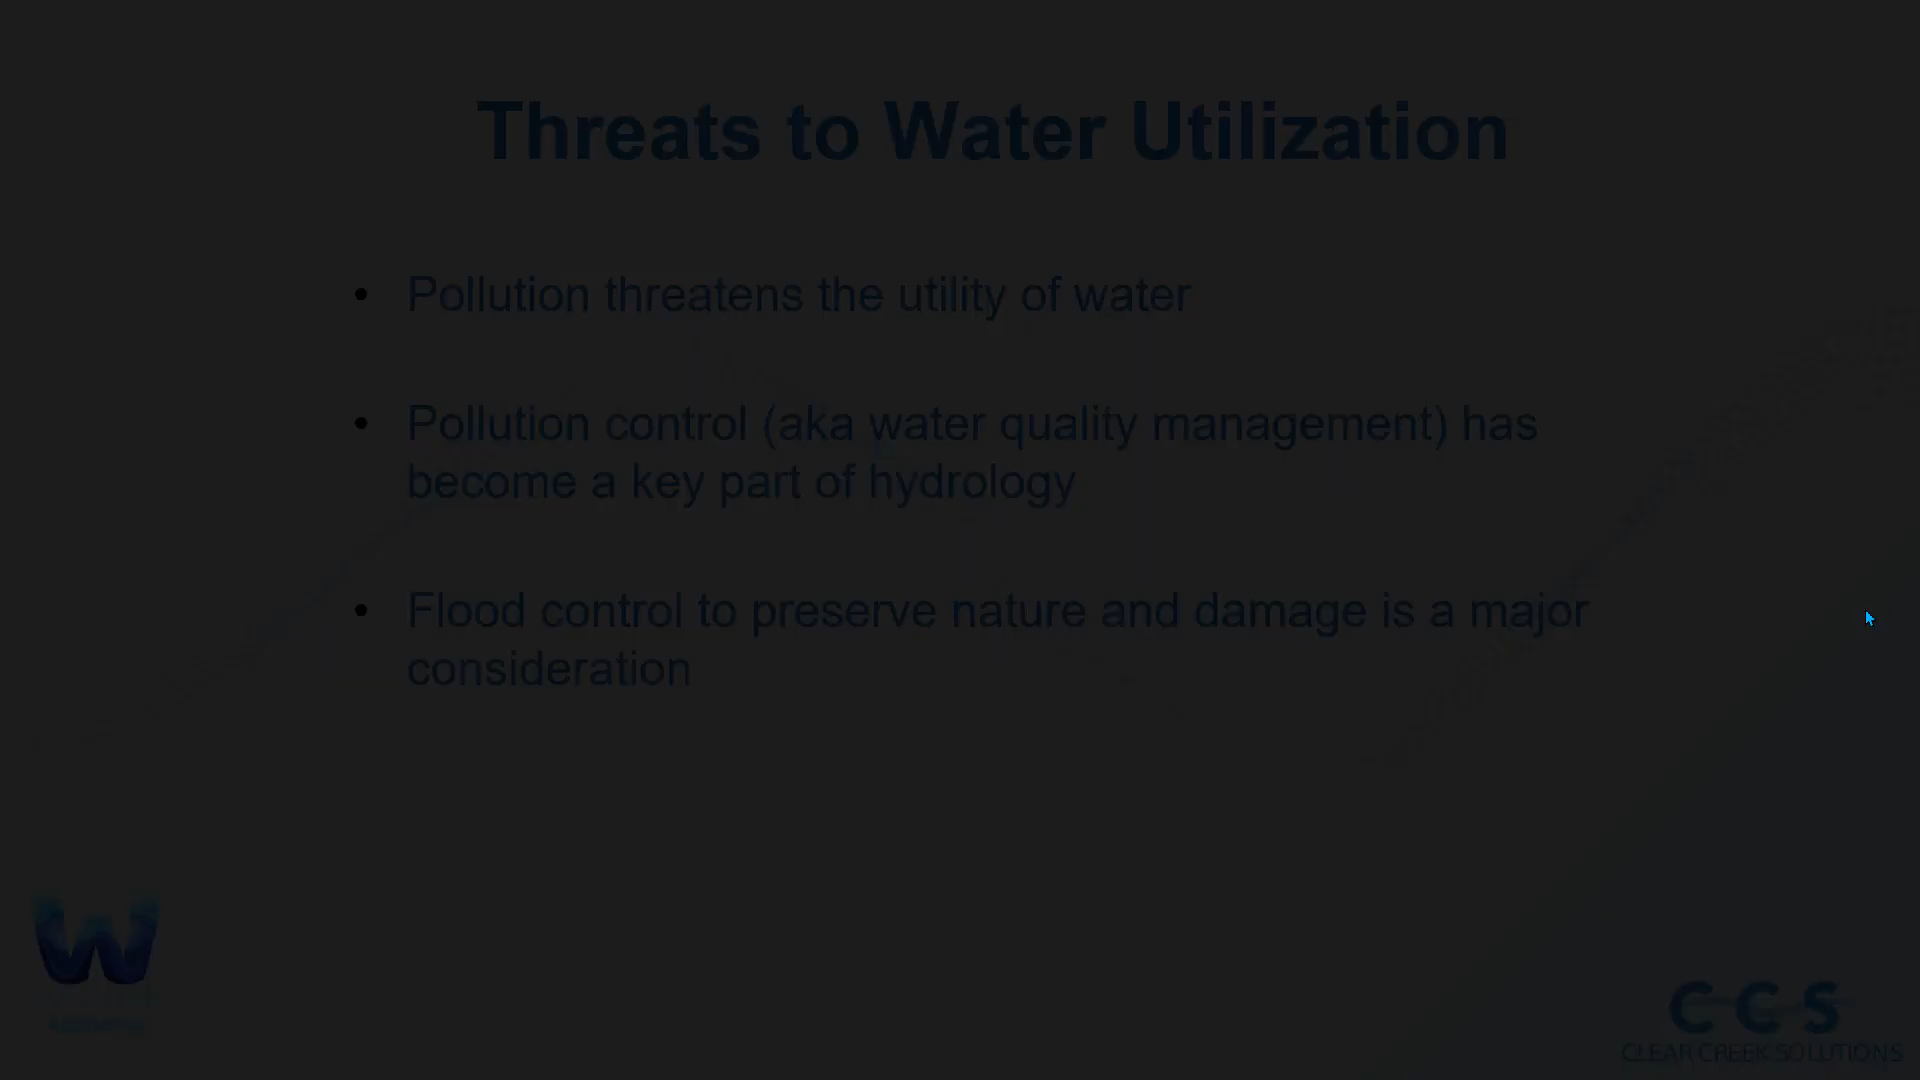 Threats to Water Utilization
• Pollution threatens the utility of water
• Pollution control (aka water quality management) has
become a key part of hydrology
• Flood control to preserve nature and damage is a major
consideration
W
CCS
CLEAR CREEK SOLUTIONS